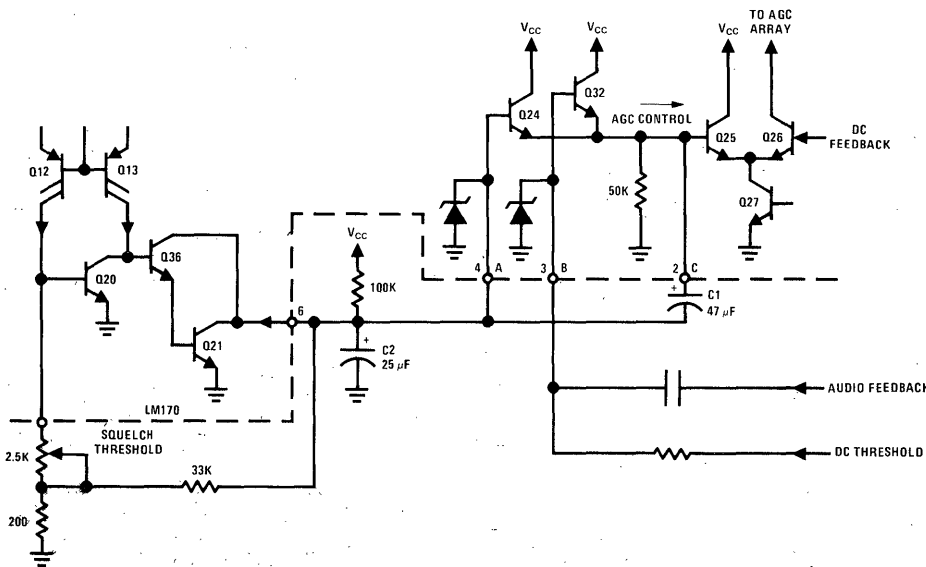 TO AGC
ARRAY
VCC
VCC
VCC
Q24
Q32
AGC CONTROL
Q25
Q26
DC
FEEDBACK
Q12
Q13
50K
Q27
Q36
VCC
Q20
4 A
3 B
2 C
100K
+
C1
47 µF
6
Q21
+
C2
25 µF
LM170
AUDIO FEEDBACK
SQUELCH
THRESHOLD
2.5K
33K
DC THRESHOLD
200